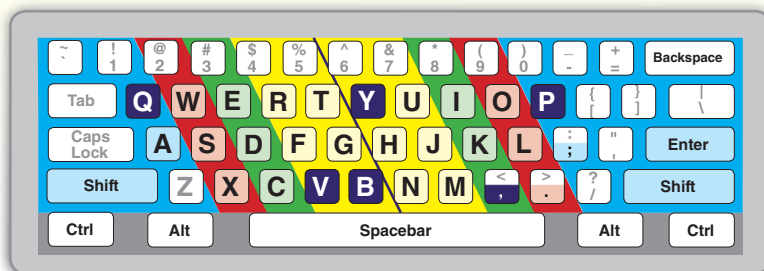 ~ ! @ # $ % ^ & * ( ) _ +
` 1 2 3 4 5 6 7 8 9 0 - = Backspace
Tab Q W E R T Y U I O P { [ } ] | \
Caps Lock A S D F G H J K L : ; " ' Enter
Shift Z X C V B N M < , > . ? / Shift
Ctrl Alt Spacebar Alt Ctrl